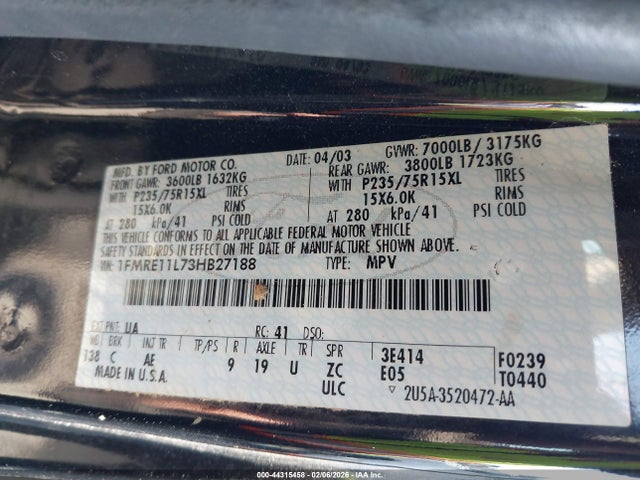 MFD. BY FORD MOTOR CO. DATE: 04/03 GVWR: 7000LB / 3175KG
FRONT GAWR: 3600LB 1632KG REAR GAWR: 3800LB 1723KG
WITH P235/75R15XL TIRES WITH P235/75R15XL TIRES
15X6.0K RIMS 15X6.0K RIMS
AT 280 kPa/41 PSI COLD AT 280 kPa/41 PSI COLD
THIS VEHICLE CONFORMS TO ALL APPLICABLE FEDERAL MOTOR VEHICLE
SAFETY STANDARDS IN EFFECT ON THE DATE OF MANUFACTURE SHOWN ABOVE.
VIN: 1FMRE11L73HB27188 TYPE: MPV
EXT PNT: UA RC: 41 DSO:
WB BRK INT TR TP/PS R AXLE TR SPR 3E414 F0239
138 C AE 9 19 U ZC E05 T0440
MADE IN U.S.A. ULC ▽ 2U5A-3520472-AA
000-44315458 - 02/06/2026 - IAAI